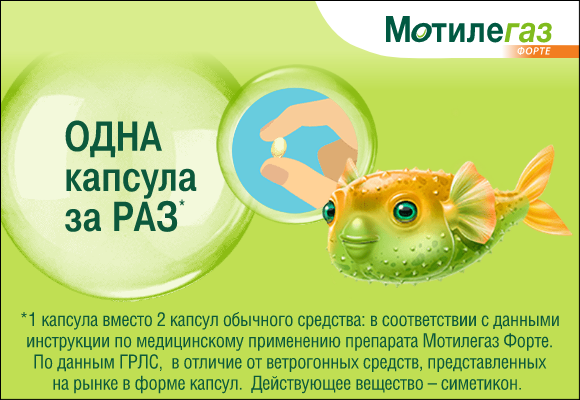 Мотилегаз
ФОРТЕ
ОДНА
капсула
за РАЗ*
*1 капсула вместо 2 капсул обычного средства: в соответствии с данными
инструкции по медицинскому применению препарата Мотилегаз Форте.
По данным ГРЛС, в отличие от ветрогонных средств, представленных
на рынке в форме капсул. Действующее вещество – симетикон.